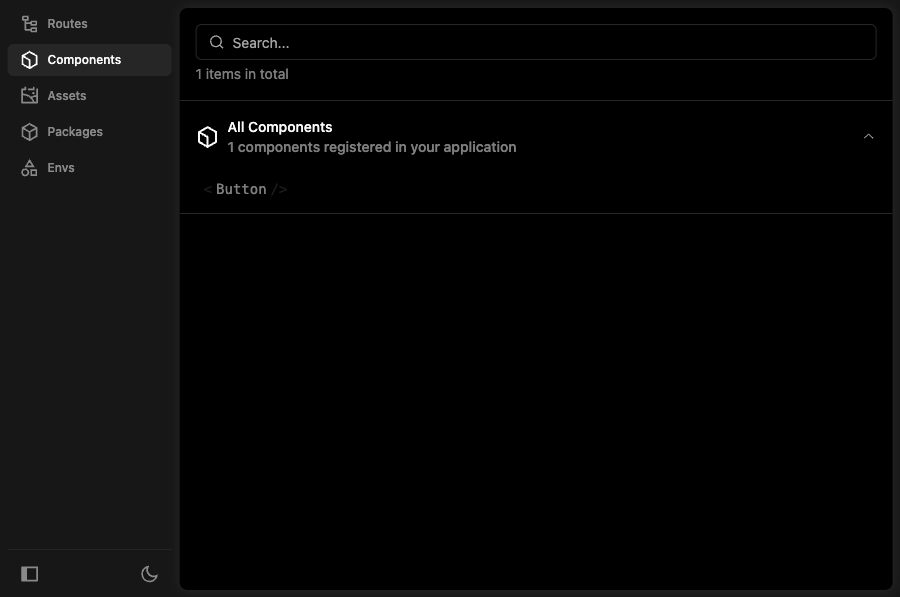 Routes
Components
Assets
Packages
Envs
Search...
1 items in total
All Components
1 components registered in your application
< Button />